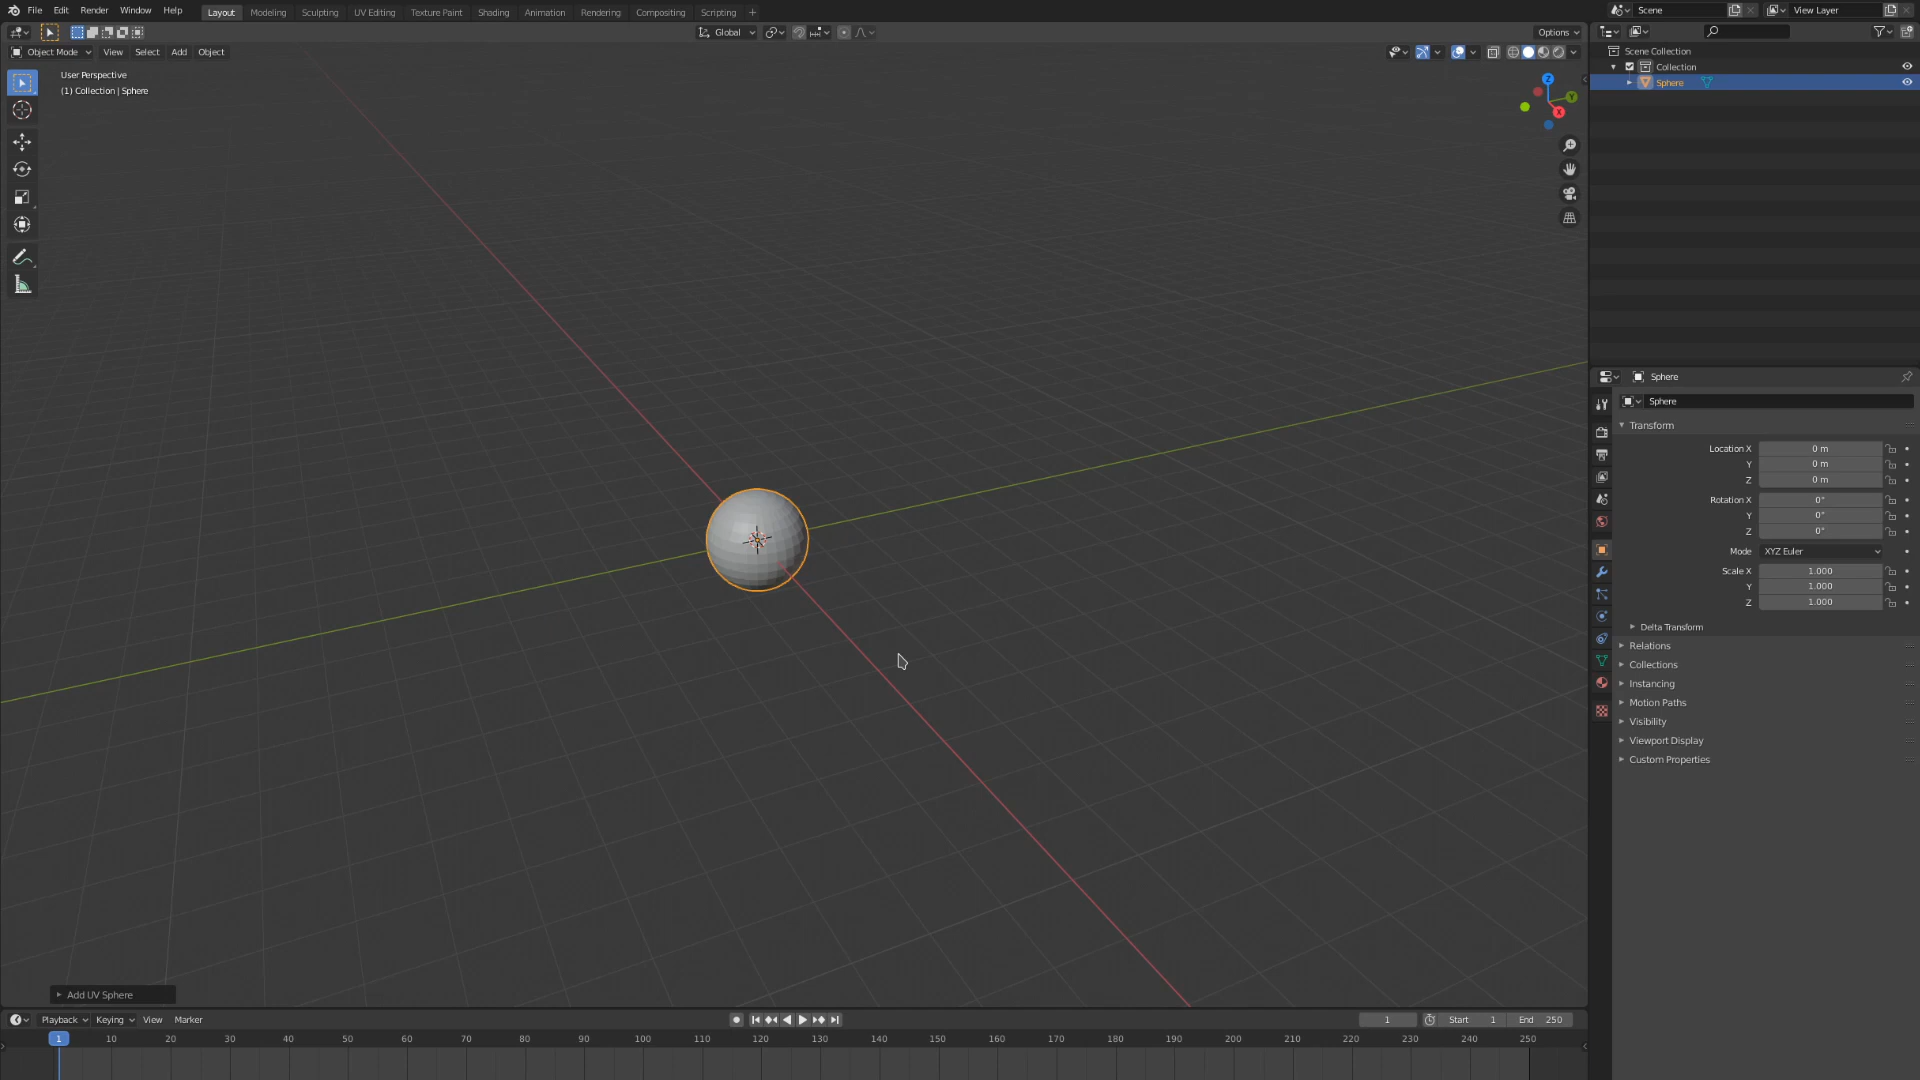 File Edit Render Window Help Layout Modeling Sculpting UV Editing Texture Paint Shading Animation Rendering Compositing Scripting + Scene View Layer
Global Options
Object Mode View Select Add Object
User Perspective
(1) Collection | Sphere
Z
Y
X
Scene Collection
Collection
Sphere
Sphere
Sphere
Transform
Location X 0 m
Y 0 m
Z 0 m
Rotation X 0°
Y 0°
Z 0°
Mode XYZ Euler
Scale X 1.000
Y 1.000
Z 1.000
Delta Transform
Relations
Collections
Instancing
Motion Paths
Visibility
Viewport Display
Custom Properties
Add UV Sphere
Playback Keying View Marker 1 Start 1 End 250
1 10 20 30 40 50 60 70 80 90 100 110 120 130 140 150 160 170 180 190 200 210 220 230 240 250